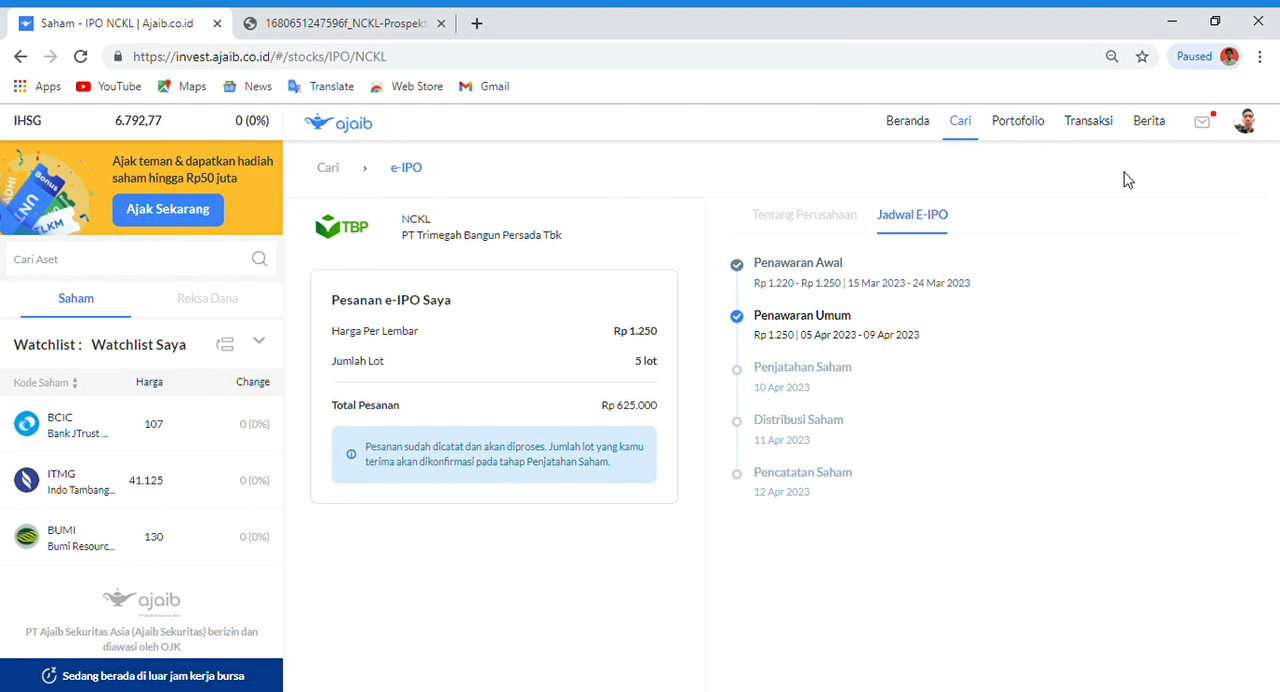 Saham - IPO NCKL | Ajaib.co.id
1680651247596f_NCKL-Prospekt
https://invest.ajaib.co.id/#/stocks/IPO/NCKL
Paused
Apps
YouTube
Maps
News
Translate
Web Store
Gmail
IHSG 6.792,77 0 (0%)
ajaib
Beranda
Cari
Portofolio
Transaksi
Berita
Ajak teman & dapatkan hadiah
saham hingga Rp50 juta
Ajak Sekarang
ADHI
Bonus
UNT
TLKM
Cari Aset
Saham
Reksa Dana
Watchlist : Watchlist Saya
Kode Saham Harga Change
BCIC
Bank JTrust ...
107
0 (0%)
ITMG
Indo Tambang...
41.125
0 (0%)
BUMI
Bumi Resourc...
130
0 (0%)
ajaib
PT Ajaib Sekuritas Asia (Ajaib Sekuritas) berizin dan
diawasi oleh OJK
Sedang berada di luar jam kerja bursa
Cari › e-IPO
TBP
NCKL
PT Trimegah Bangun Persada Tbk
Pesanan e-IPO Saya
Harga Per Lembar Rp 1.250
Jumlah Lot 5 lot
Total Pesanan Rp 625.000
Pesanan sudah dicatat dan akan diproses. Jumlah lot yang kamu
terima akan dikonfirmasi pada tahap Penjatahan Saham.
Tentang Perusahaan
Jadwal E-IPO
Penawaran Awal
Rp 1.220 - Rp 1.250 | 15 Mar 2023 - 24 Mar 2023
Penawaran Umum
Rp 1.250 | 05 Apr 2023 - 09 Apr 2023
Penjatahan Saham
10 Apr 2023
Distribusi Saham
11 Apr 2023
Pencatatan Saham
12 Apr 2023